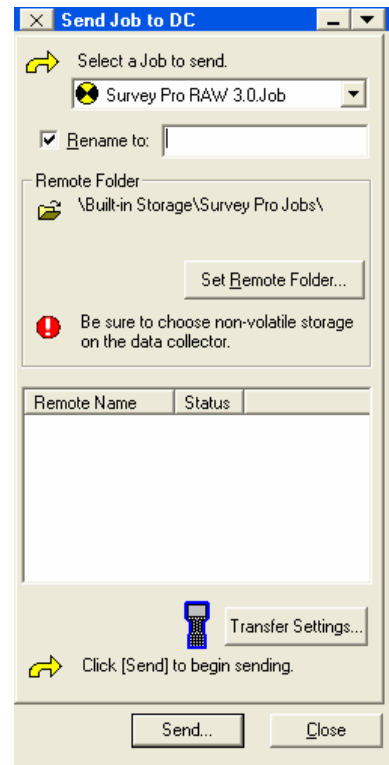 Send Job to DC
Select a Job to send.
Survey Pro RAW 3.0.Job
Rename to:
Remote Folder
\Built-in Storage\Survey Pro Jobs\
Set Remote Folder...
Be sure to choose non-volatile storage
on the data collector.
Remote Name Status
Transfer Settings...
Click [Send] to begin sending.
Send... Close